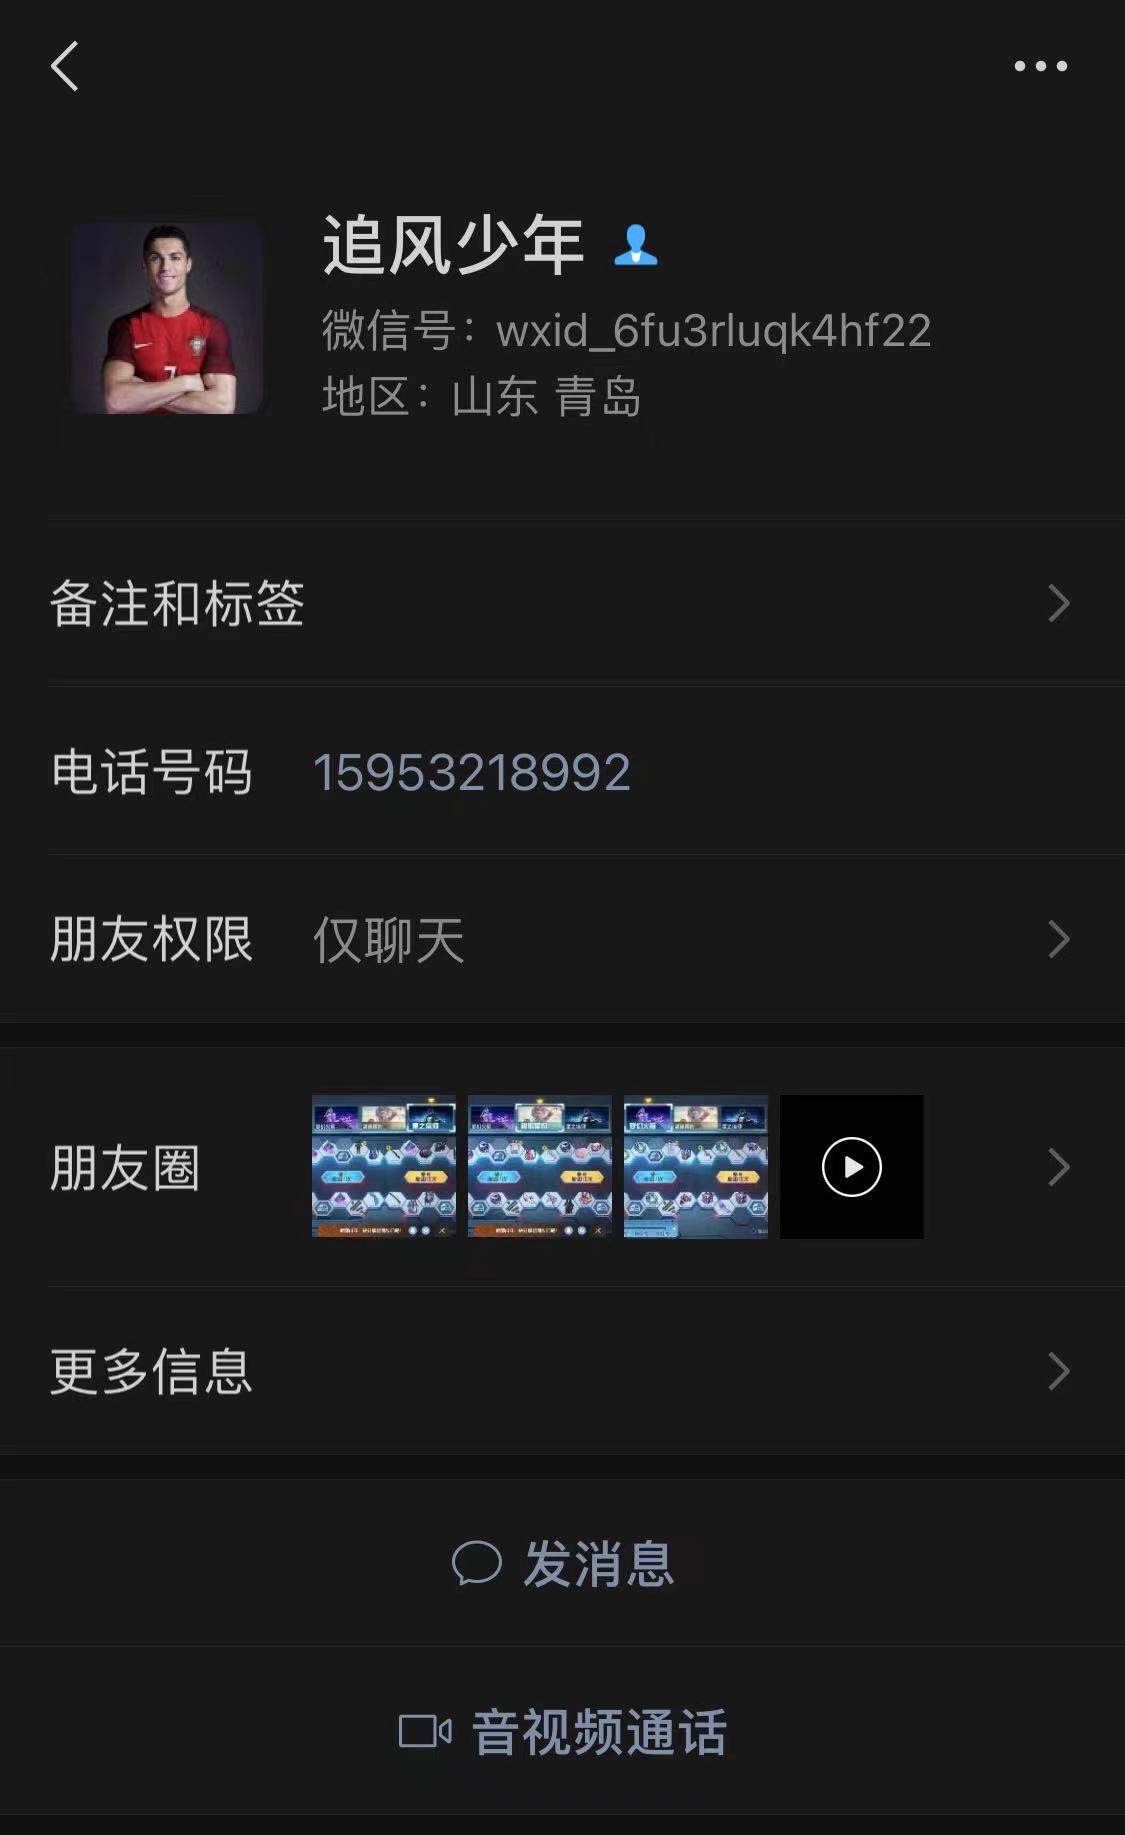 追风少年
微信号：wxid_6fu3rluqk4hf22
地区：山东 青岛
备注和标签
电话号码 15953218992
朋友权限 仅聊天
朋友圈
更多信息
发消息
音视频通话